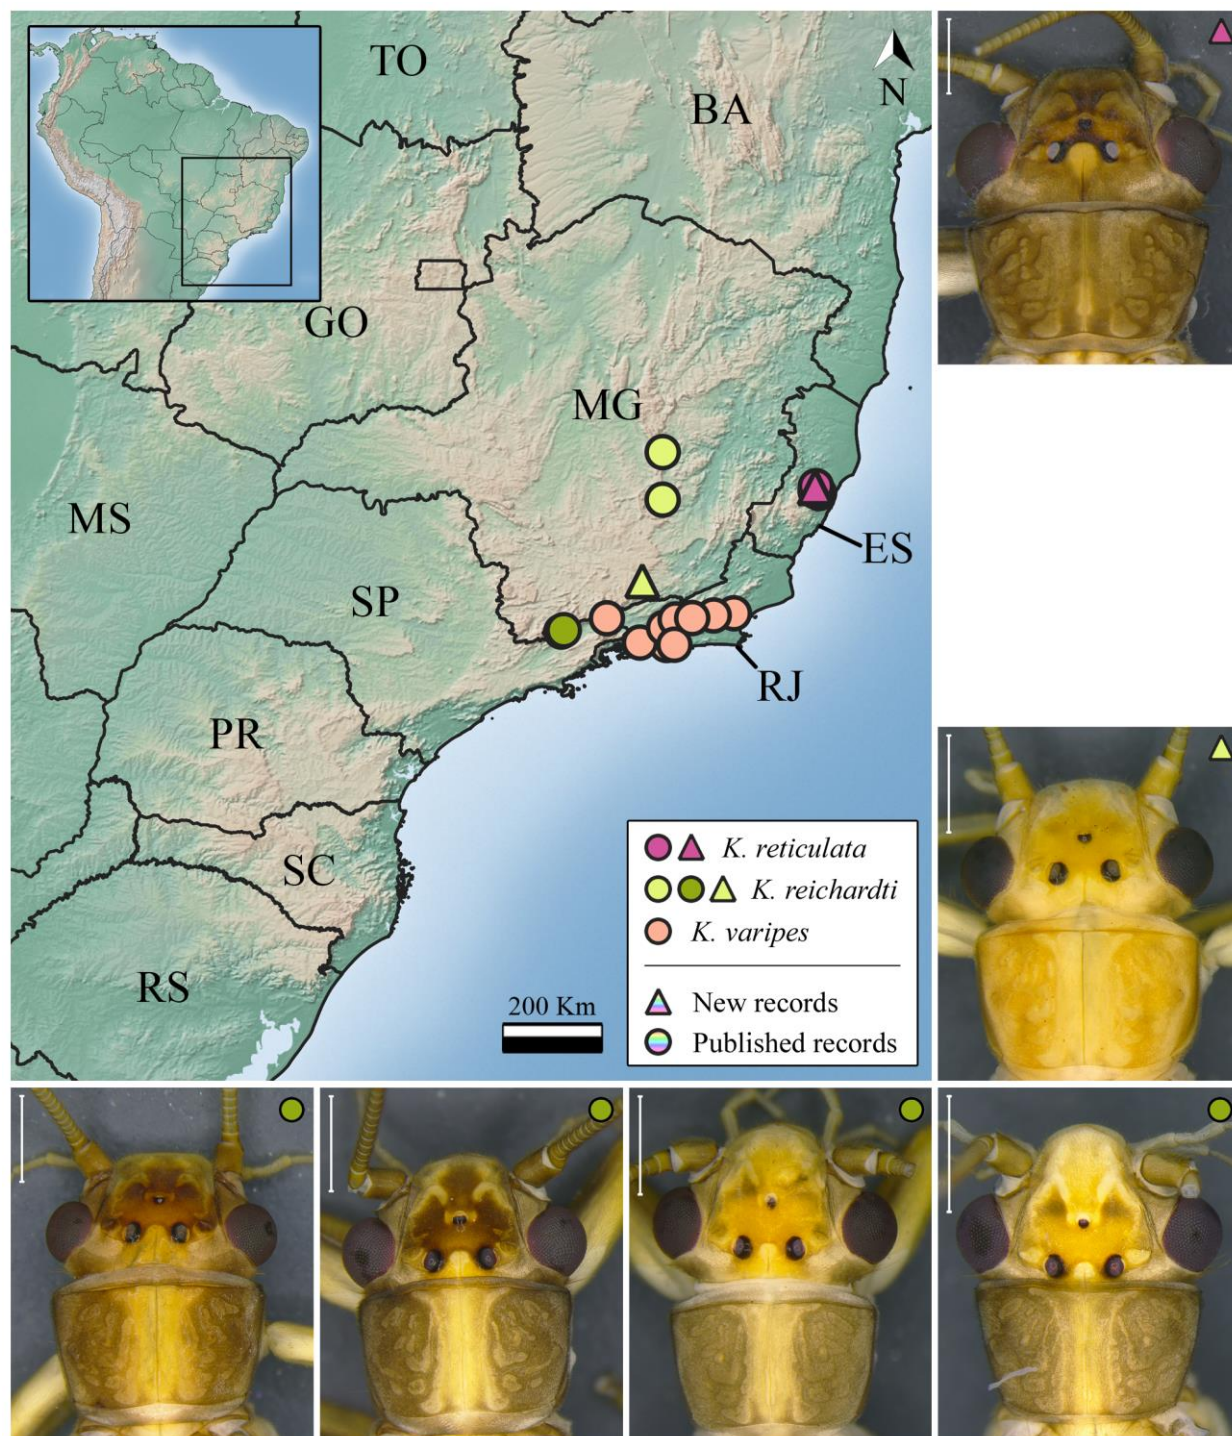 TO
BA
N
GO
MG
MS
ES
SP
RJ
PR
SC
RS
K. reticulata
K. reichardti
K. varipes
200 Km
New records
Published records